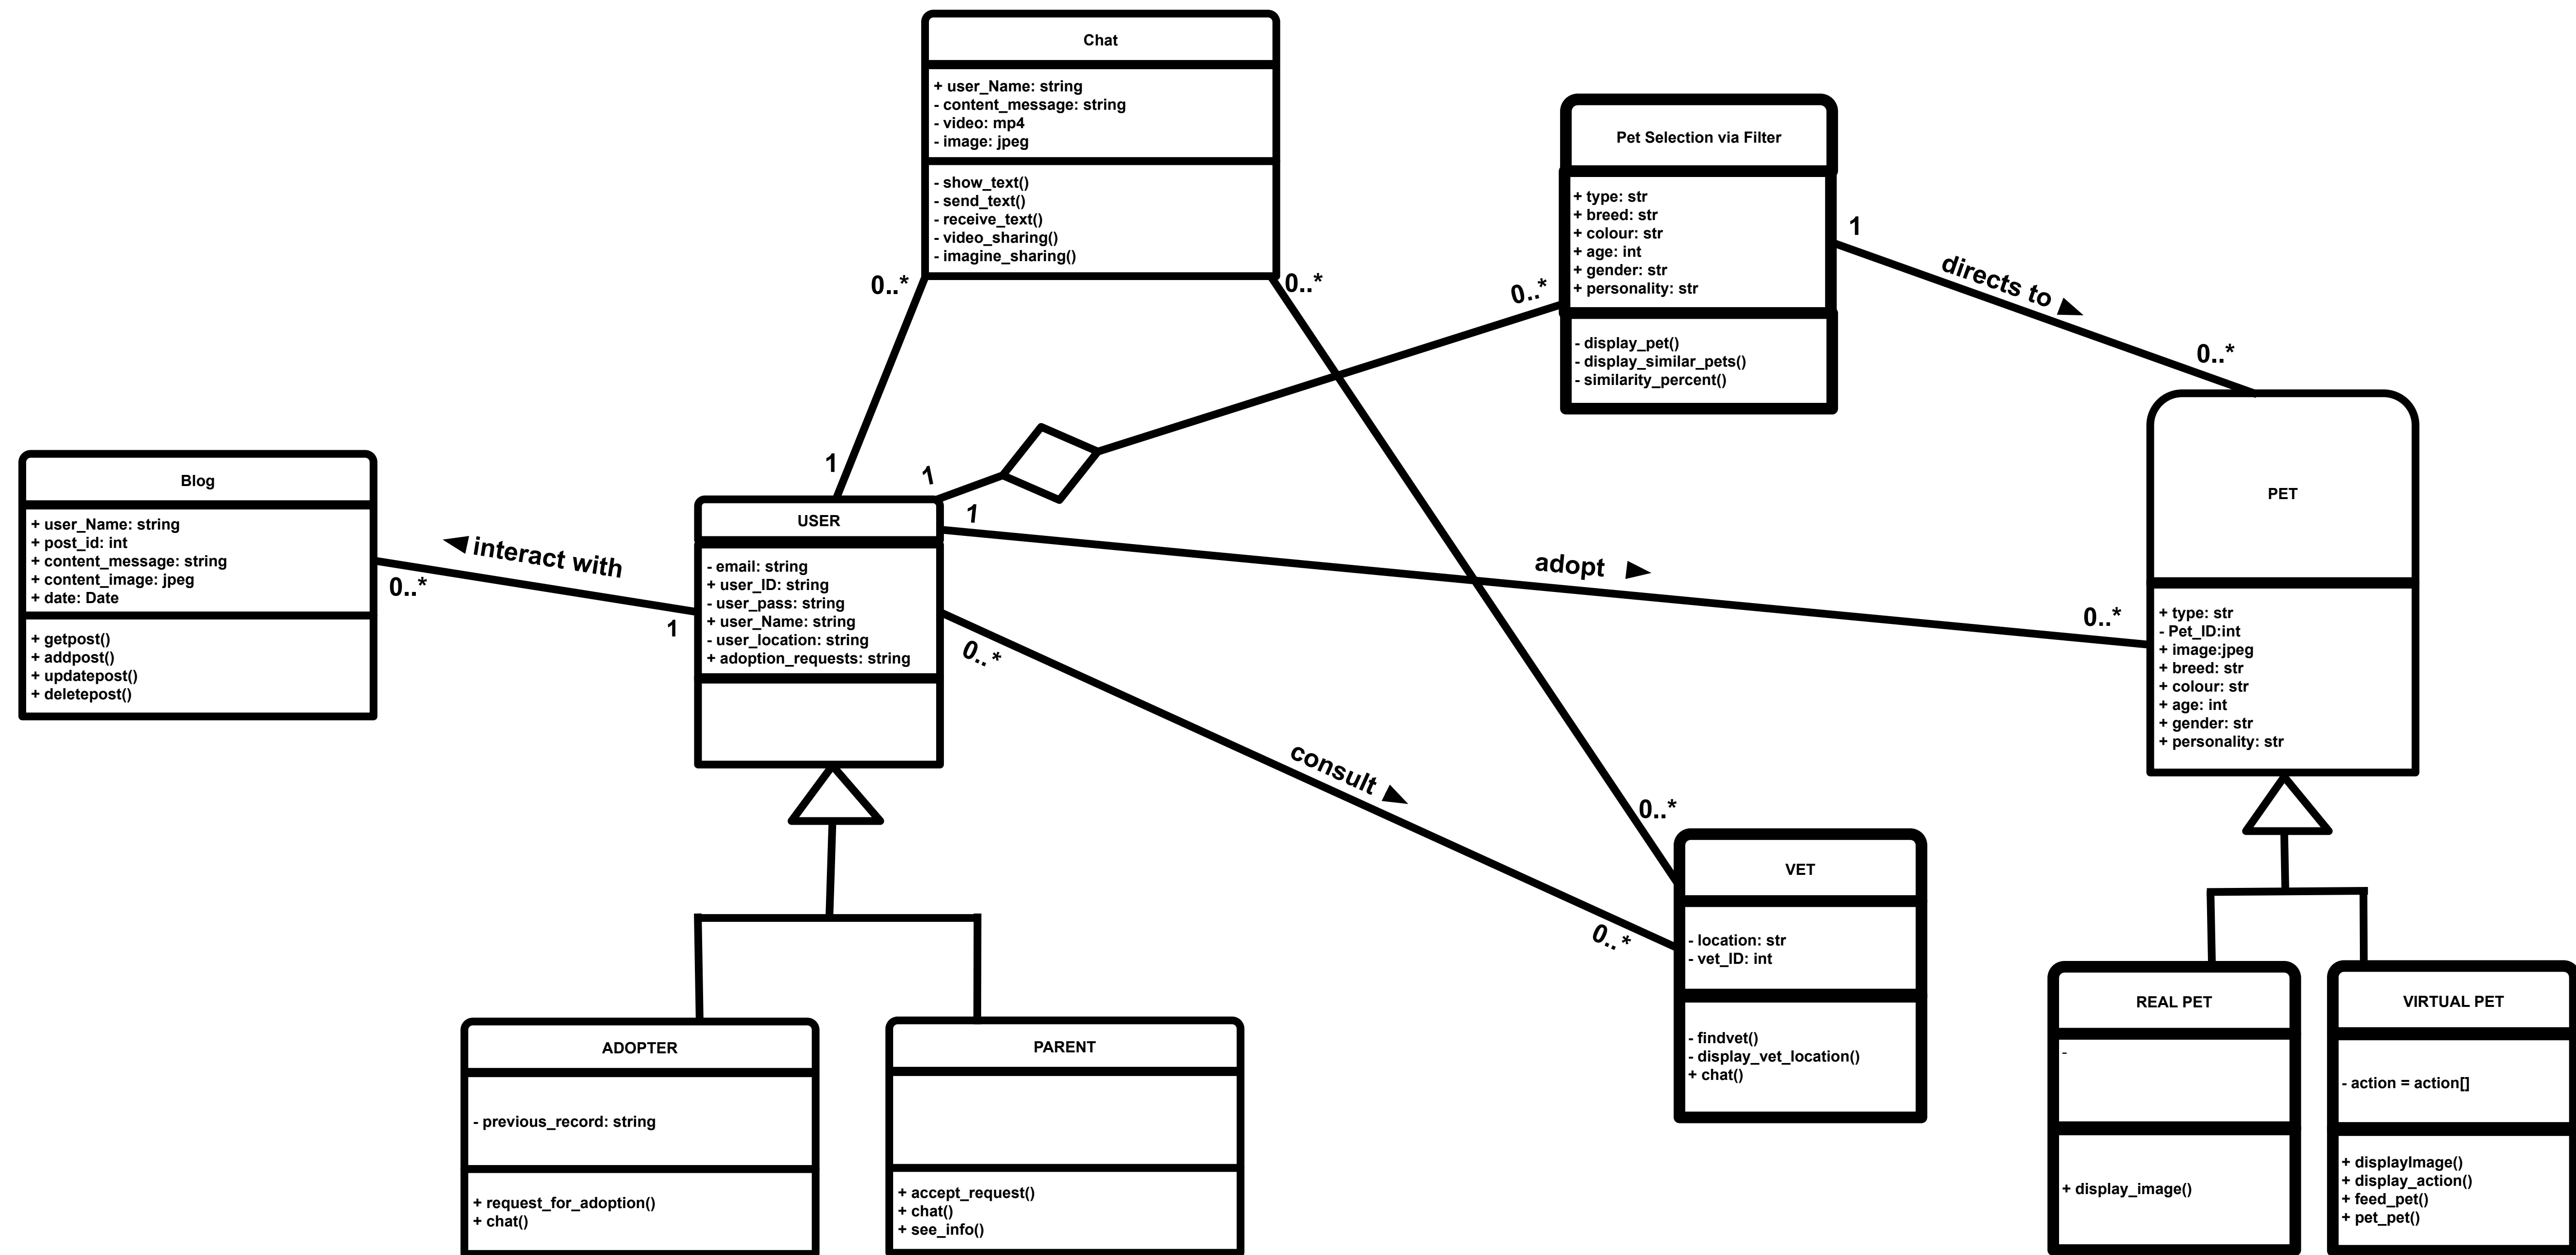 Chat
+ user_Name: string
- content_message: string
- video: mp4
- image: jpeg
- show_text()
- send_text()
- receive_text()
- video_sharing()
- imagine_sharing()
0..*
0..*
1
Pet Selection via Filter
+ type: str
+ breed: str
+ colour: str
+ age: int
+ gender: str
+ personality: str
- display_pet()
- display_similar_pets()
- similarity_percent()
0..*
1
1
directs to
0..*
Blog
+ user_Name: string
+ post_id: int
+ content_message: string
+ content_image: jpeg
+ date: Date
+ getpost()
+ addpost()
+ updatepost()
+ deletepost()
interact with
0..*
1
USER
- email: string
+ user_ID: string
- user_pass: string
+ user_Name: string
- user_location: string
+ adoption_requests: string
1
adopt
0..*
0..*
consult
0..*
0..*
PET
+ type: str
- Pet_ID:int
+ image:jpeg
+ breed: str
+ colour: str
+ age: int
+ gender: str
+ personality: str
VET
- location: str
- vet_ID: int
- findvet()
- display_vet_location()
+ chat()
ADOPTER
- previous_record: string
+ request_for_adoption()
+ chat()
PARENT
+ accept_request()
+ chat()
+ see_info()
REAL PET
-
+ display_image()
VIRTUAL PET
- action = action[]
+ displayImage()
+ display_action()
+ feed_pet()
+ pet_pet()